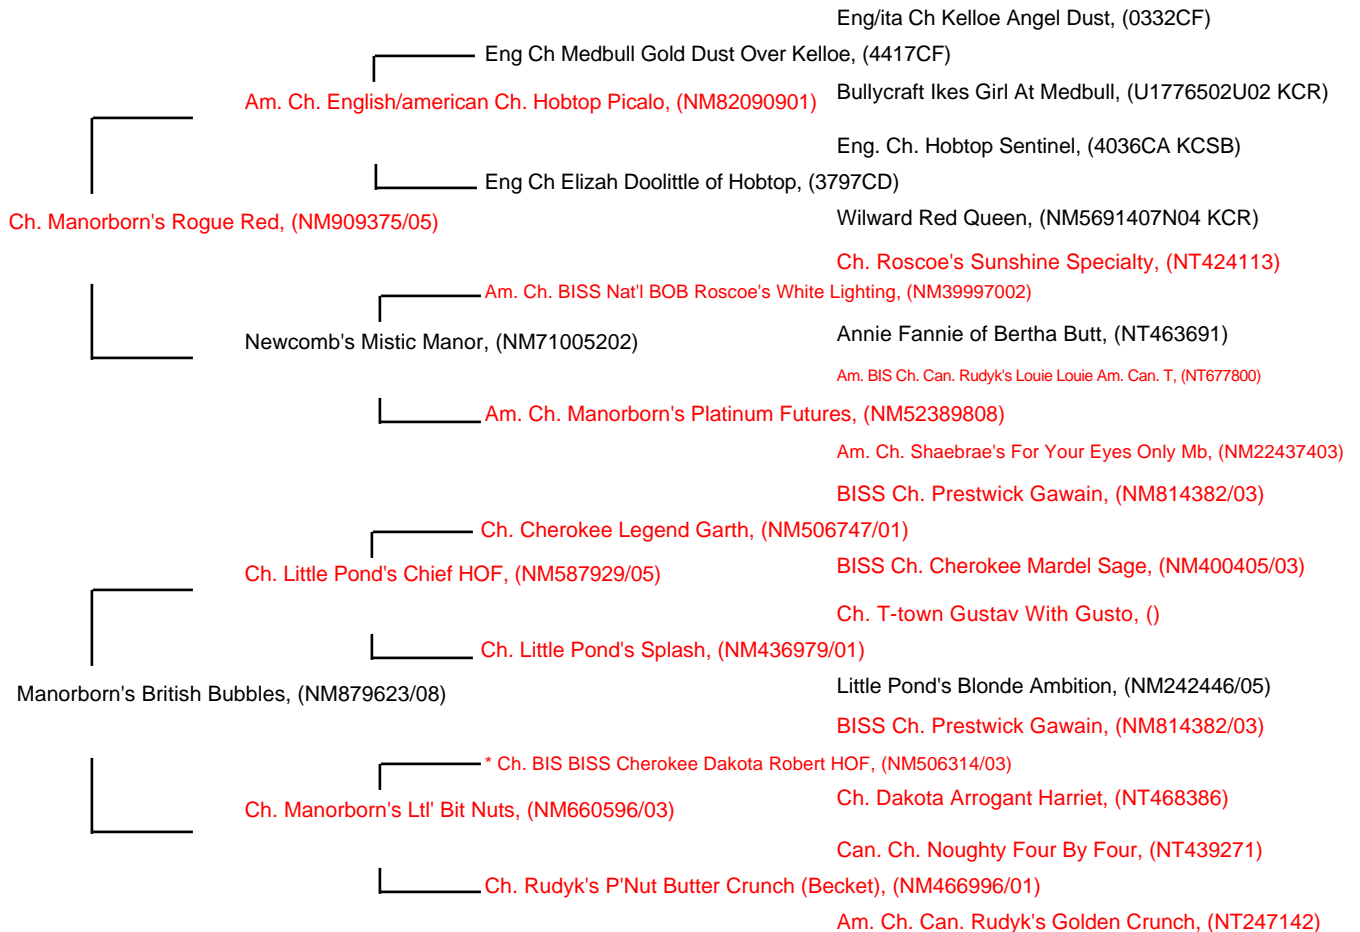 Eng/ita Ch Kelloe Angel Dust, (0332CF)
Eng Ch Medbull Gold Dust Over Kelloe, (4417CF)
Am. Ch. English/american Ch. Hobtop Picalo, (NM82090901)
Bullycraft Ikes Girl At Medbull, (U1776502U02 KCR)
Eng. Ch. Hobtop Sentinel, (4036CA KCSB)
Eng Ch Elizah Doolittle of Hobtop, (3797CD)
Ch. Manorborn's Rogue Red, (NM909375/05)
Wilward Red Queen, (NM5691407N04 KCR)
Ch. Roscoe's Sunshine Specialty, (NT424113)
Am. Ch. BISS Nat'l BOB Roscoe's White Lighting, (NM39997002)
Newcomb's Mistic Manor, (NM71005202)
Annie Fannie of Bertha Butt, (NT463691)
Am. BIS Ch. Can. Rudyk's Louie Louie Am. Can. T, (NT677800)
Am. Ch. Manorborn's Platinum Futures, (NM52389808)
Am. Ch. Shaebrae's For Your Eyes Only Mb, (NM22437403)
BISS Ch. Prestwick Gawain, (NM814382/03)
Ch. Cherokee Legend Garth, (NM506747/01)
Ch. Little Pond's Chief HOF, (NM587929/05)
BISS Ch. Cherokee Mardel Sage, (NM400405/03)
Ch. T-town Gustav With Gusto, ()
Ch. Little Pond's Splash, (NM436979/01)
Manorborn's British Bubbles, (NM879623/08)
Little Pond's Blonde Ambition, (NM242446/05)
BISS Ch. Prestwick Gawain, (NM814382/03)
* Ch. BIS BISS Cherokee Dakota Robert HOF, (NM506314/03)
Ch. Manorborn's Ltl' Bit Nuts, (NM660596/03)
Ch. Dakota Arrogant Harriet, (NT468386)
Can. Ch. Noughty Four By Four, (NT439271)
Ch. Rudyk's P'Nut Butter Crunch (Becket), (NM466996/01)
Am. Ch. Can. Rudyk's Golden Crunch, (NT247142)